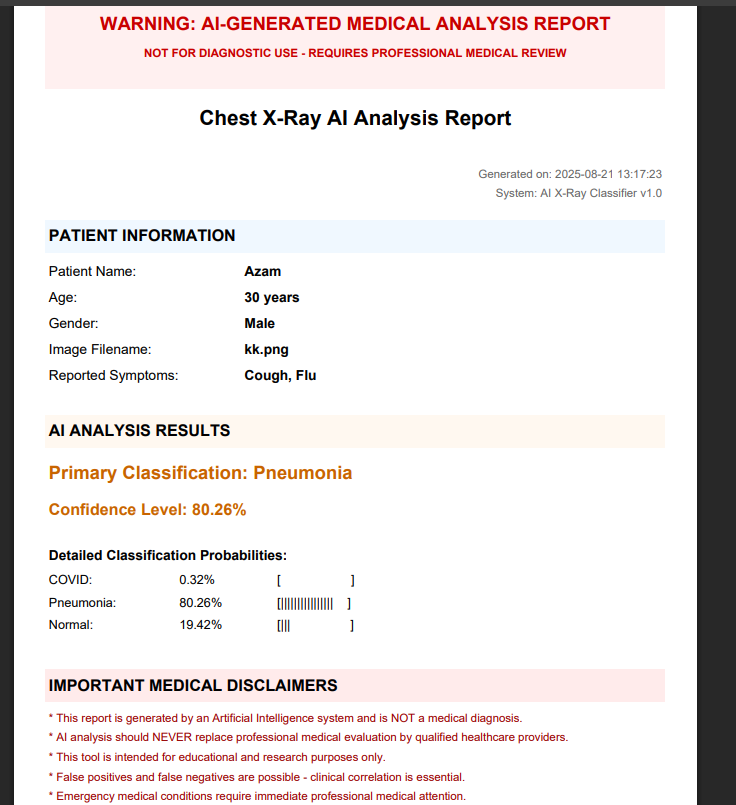 WARNING: AI-GENERATED MEDICAL ANALYSIS REPORT
NOT FOR DIAGNOSTIC USE - REQUIRES PROFESSIONAL MEDICAL REVIEW
Chest X-Ray AI Analysis Report
Generated on: 2025-08-21 13:17:23
System: AI X-Ray Classifier v1.0
PATIENT INFORMATION
Patient Name: Azam
Age: 30 years
Gender: Male
Image Filename: kk.png
Reported Symptoms: Cough, Flu
AI ANALYSIS RESULTS
Primary Classification: Pneumonia
Confidence Level: 80.26%
Detailed Classification Probabilities:
COVID: 0.32% [ ]
Pneumonia: 80.26% [|||||||||||||||| ]
Normal: 19.42% [||| ]
IMPORTANT MEDICAL DISCLAIMERS
* This report is generated by an Artificial Intelligence system and is NOT a medical diagnosis.
* AI analysis should NEVER replace professional medical evaluation by qualified healthcare providers.
* This tool is intended for educational and research purposes only.
* False positives and false negatives are possible - clinical correlation is essential.
* Emergency medical conditions require immediate professional medical attention.